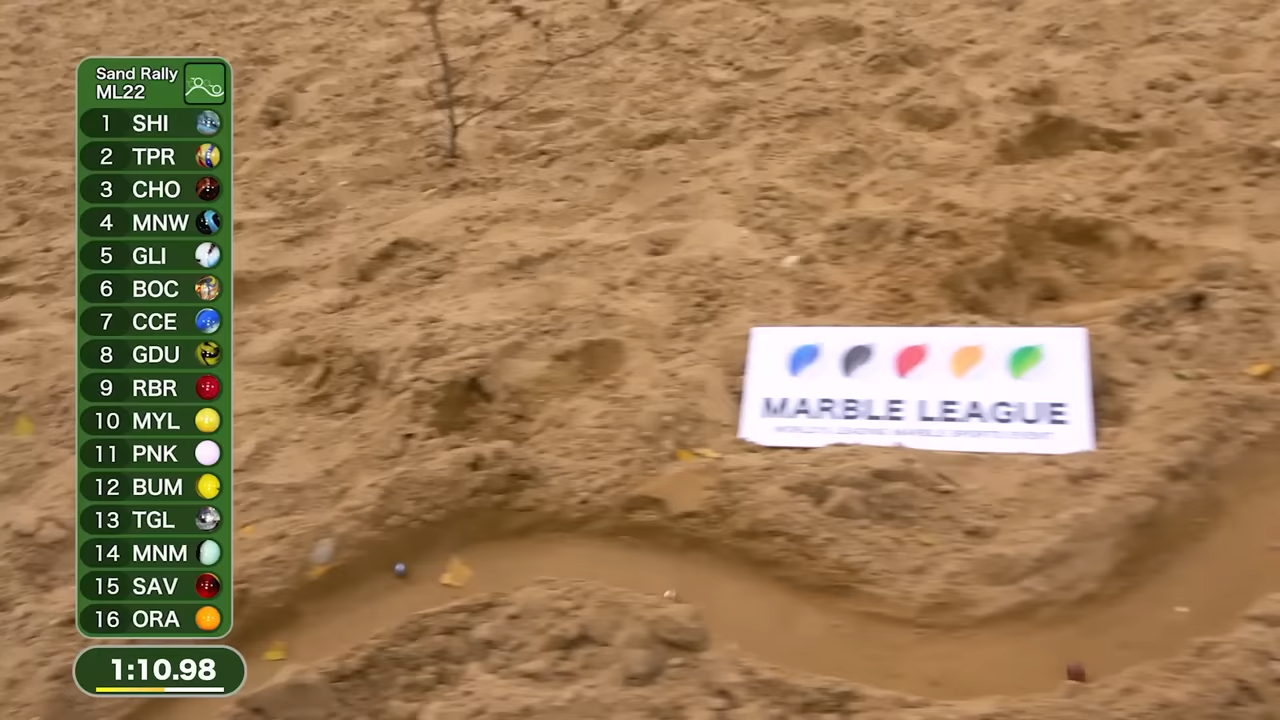 Sand Rally
ML22
1 SHI
2 TPR
3 CHO
4 MNW
5 GLI
6 BOC
7 CCE
8 GDU
9 RBR
10 MYL
11 PNK
12 BUM
13 TGL
14 MNM
15 SAV
16 ORA
1:10.98
MARBLE LEAGUE